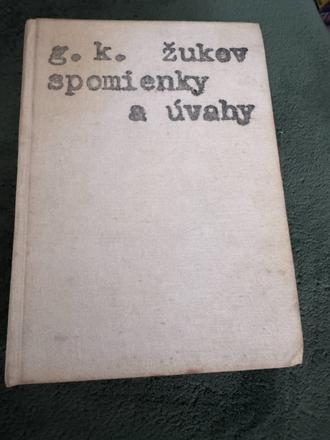 g. k. žukov
spomienky
a úvahy